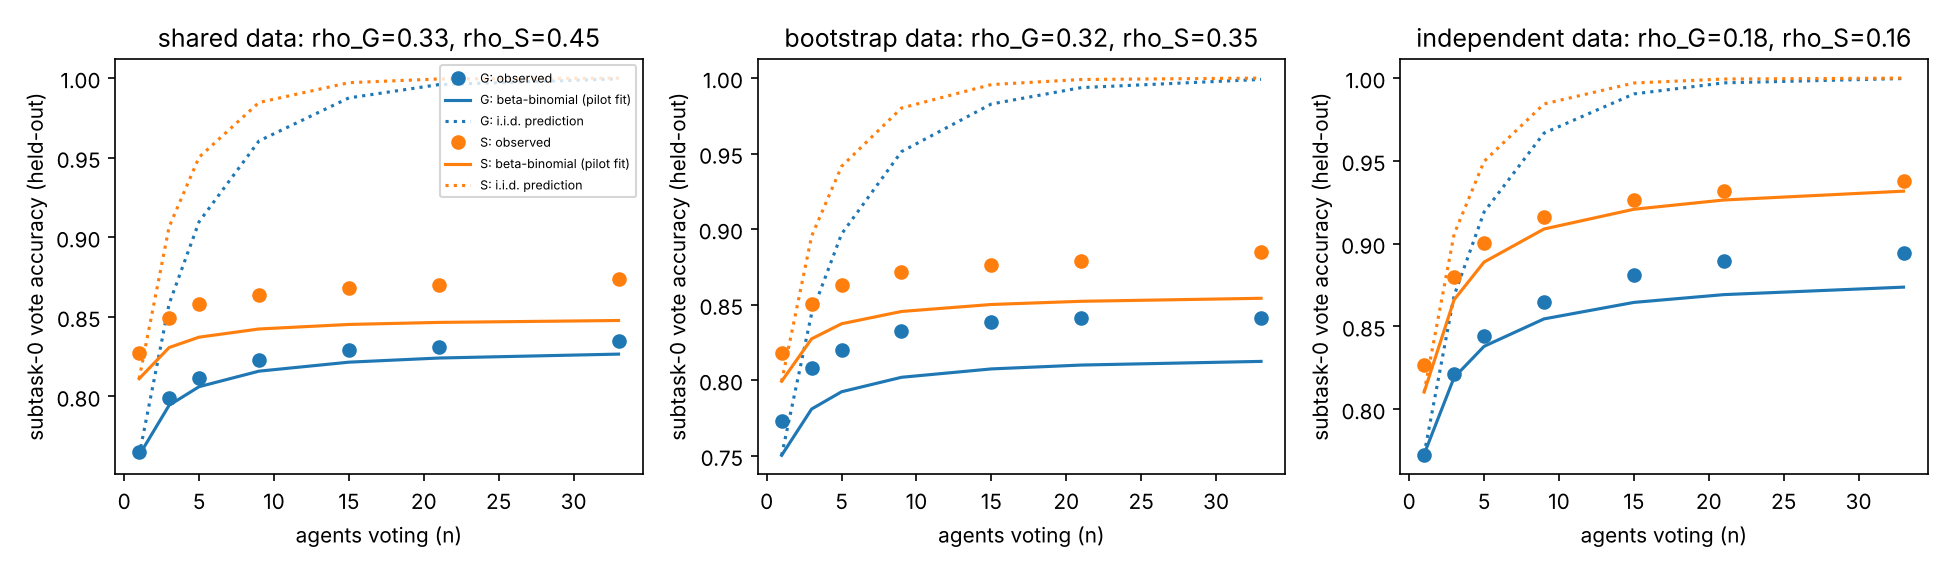 shared data: rho_G=0.33, rho_S=0.45
subtask-0 vote accuracy (held-out)
1.00
0.95
0.90
0.85
0.80
G: observed
G: beta-binomial (pilot fit)
G: i.i.d. prediction
S: observed
S: beta-binomial (pilot fit)
S: i.i.d. prediction
0 5 10 15 20 25 30
agents voting (n)
bootstrap data: rho_G=0.32, rho_S=0.35
subtask-0 vote accuracy (held-out)
1.00
0.95
0.90
0.85
0.80
0.75
0 5 10 15 20 25 30
agents voting (n)
independent data: rho_G=0.18, rho_S=0.16
subtask-0 vote accuracy (held-out)
1.00
0.95
0.90
0.85
0.80
0 5 10 15 20 25 30
agents voting (n)